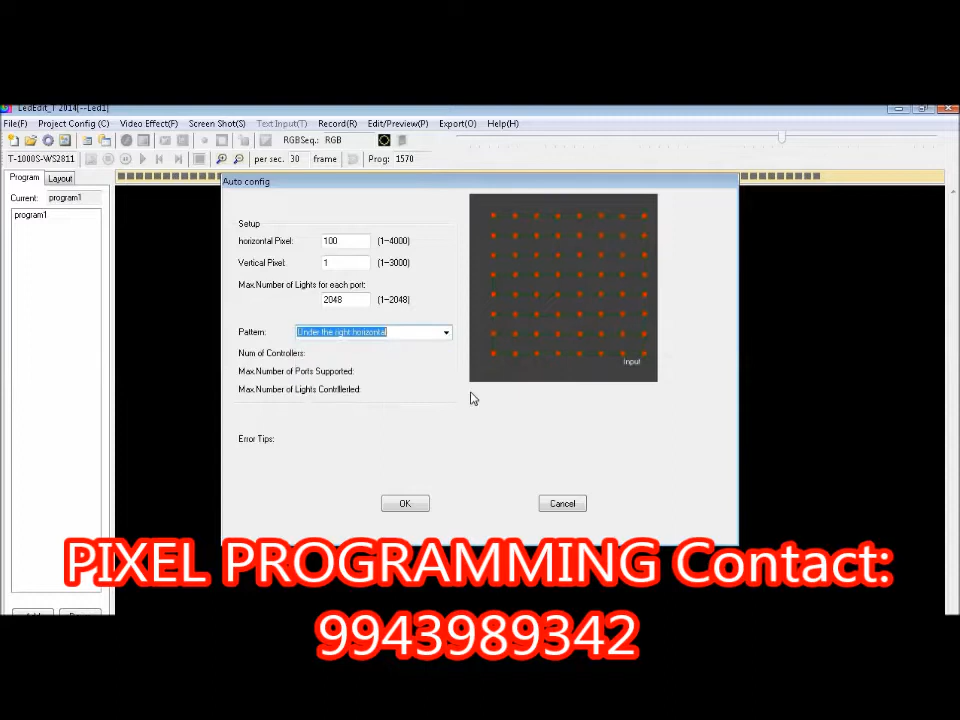 LedEdit_T 2014[--Led1]
File(F) Project Config (C) Video Effect(F) Screen Shot(S) Text Input(T) Record(R) Edit/Preview(P) Export(O) Help(H)
RGBSeq.: RGB
T-1000S-WS2811 per sec. 30 frame Prog: 1570
Program Layout
Current: program1
program1
Auto config
Setup
horizontal Pixel: 100 (1-4000)
Vertical Pixel: 1 (1-3000)
Max.Number of Lights for each port:
2048 (1-2048)
Pattern: Under the right horizontal
Num of Controllers:
Max.Number of Ports Supported:
Max.Number of Lights Contrllerled:
Error Tips:
Input
OK Cancel
PIXEL PROGRAMMING Contact:
9943989342